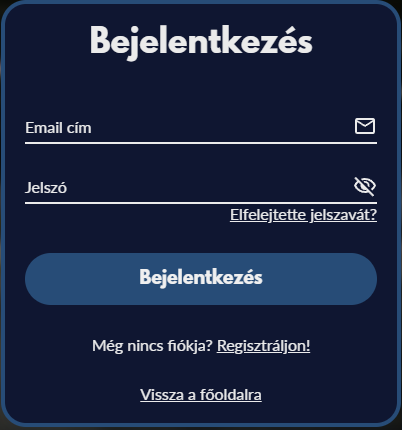 Bejelentkezés
Email cím
Jelszó
Elfelejtette jelszavát?
Bejelentkezés
Még nincs fiókja? Regisztráljon!
Vissza a főoldalra